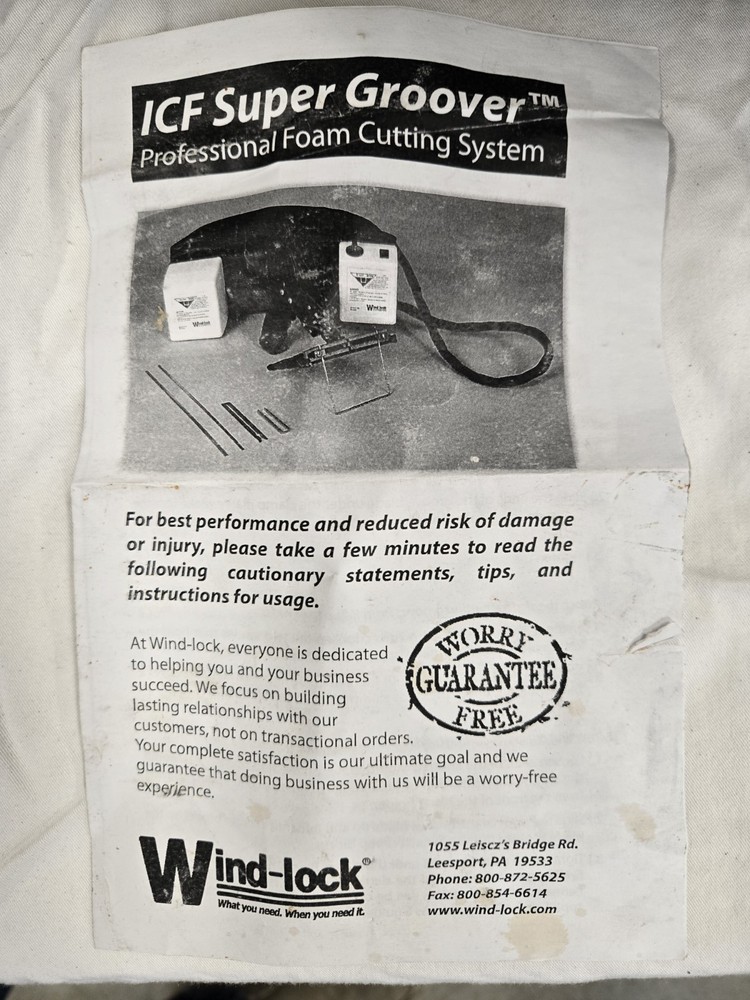 ICF Super Groover™
Professional Foam Cutting System
Wind-lock
Wind-lock
For best performance and reduced risk of damage
or injury, please take a few minutes to read the
following cautionary statements, tips, and
instructions for usage.
At Wind-lock, everyone is dedicated
to helping you and your business
succeed. We focus on building
lasting relationships with our
customers, not on transactional orders.
Your complete satisfaction is our ultimate goal and we
guarantee that doing business with us will be a worry-free
experience.
WORRY
GUARANTEE
FREE
Wind-lock®
What you need. When you need it.
1055 Leiscz's Bridge Rd.
Leesport, PA 19533
Phone: 800-872-5625
Fax: 800-854-6614
www.wind-lock.com